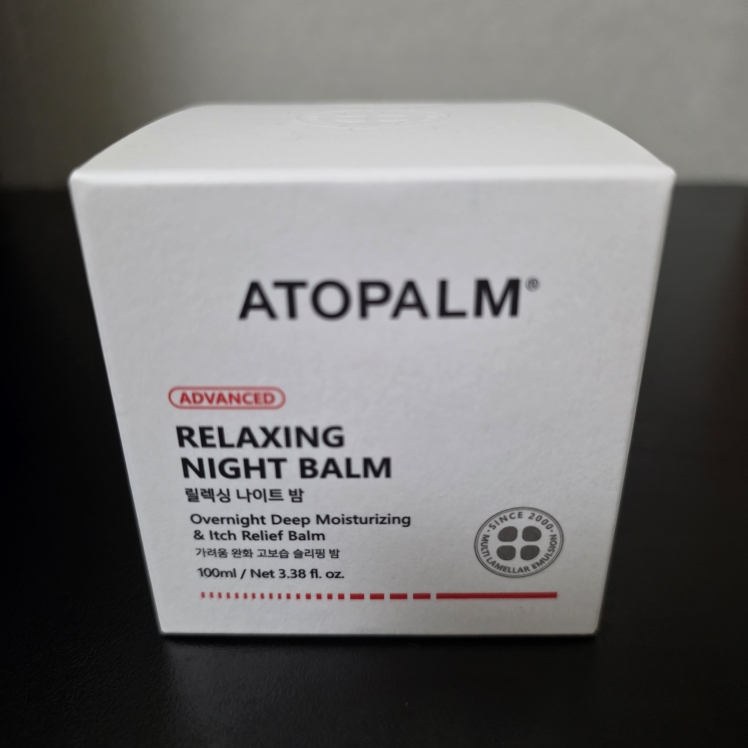 ATOPALM®
ADVANCED
RELAXING
NIGHT BALM
릴렉싱 나이트 밤
Overnight Deep Moisturizing
& Itch Relief Balm
가려움 완화 고보습 슬리핑 밤
100ml / Net 3.38 fl. oz.
·SINCE 2000·
MULTI LAMELLAR EMULSION